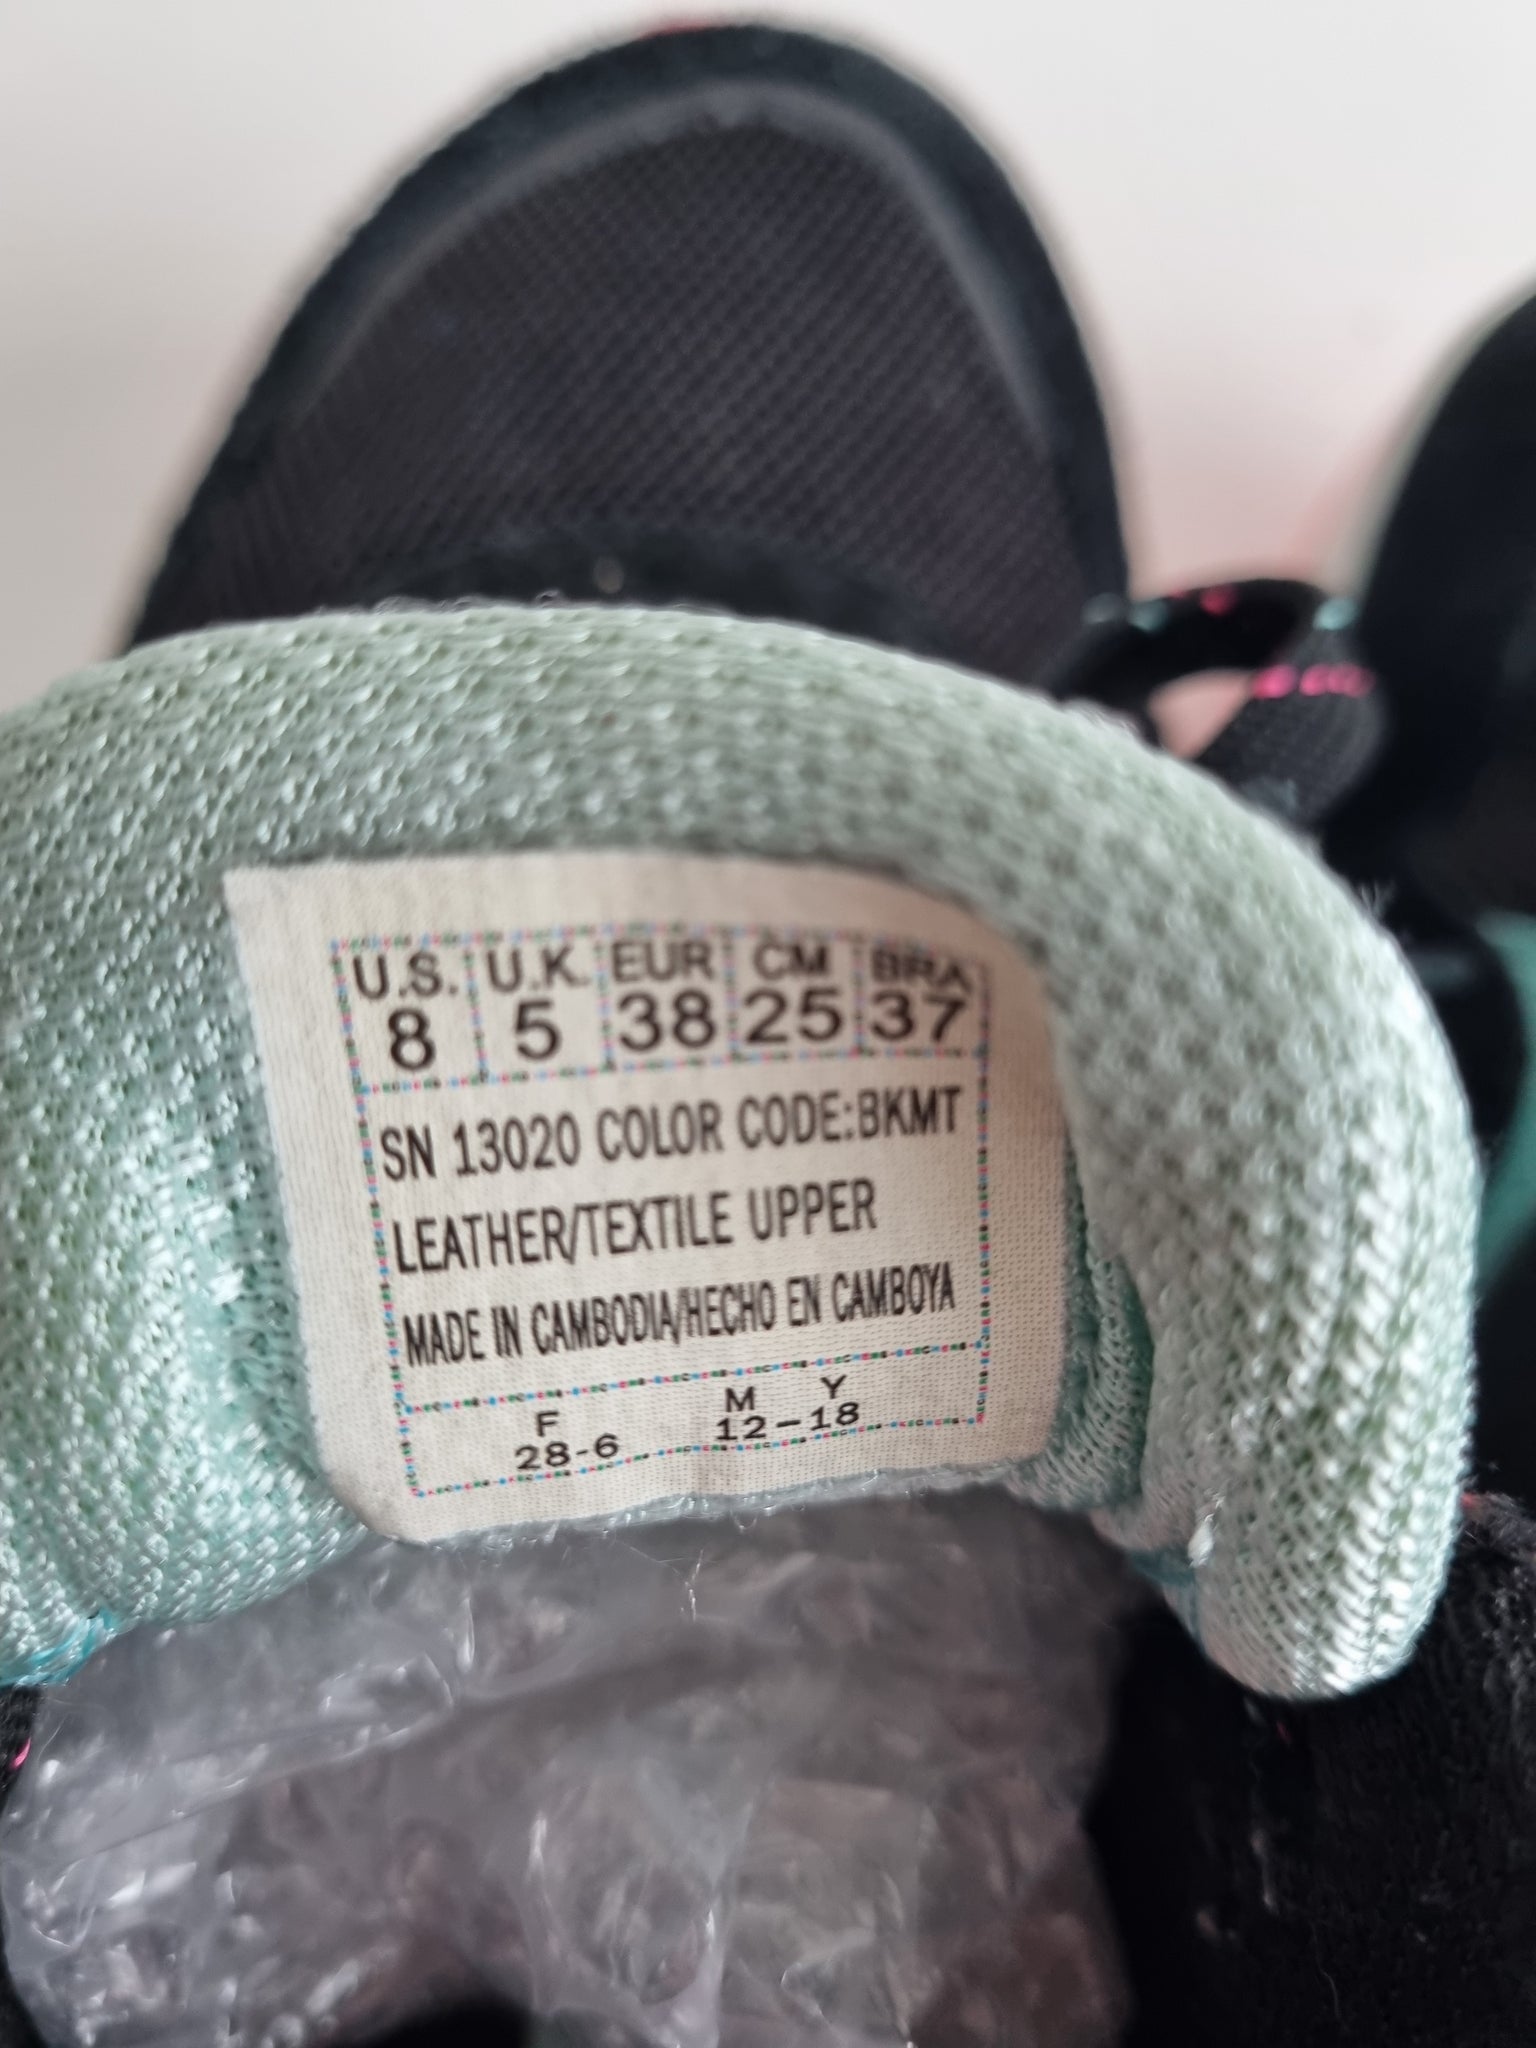 U.S. U.K. EUR CM BRA
8 5 38 25 37
SN 13020 COLOR CODE:BKMT
LEATHER/TEXTILE UPPER
MADE IN CAMBODIA/HECHO EN CAMBOYA
F M Y
28-6 12-18